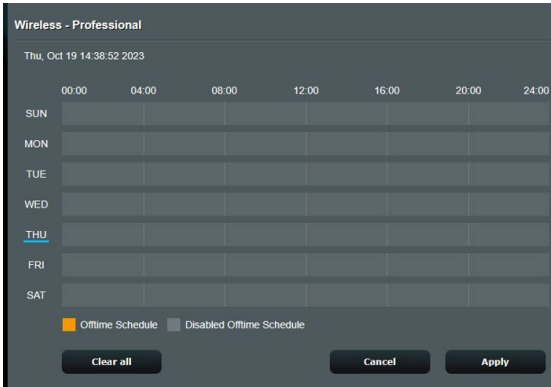 Wireless - Professional
Thu, Oct 19 14:38:52 2023
00:00 04:00 08:00 12:00 16:00 20:00 24:00
SUN
MON
TUE
WED
THU
FRI
SAT
Offtime Schedule Disabled Offtime Schedule
Clear all Cancel Apply